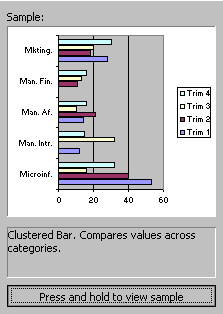 Sample:
Mkting.
Man. Fin.
Man. Af.
Man. Intr.
Microinf.
0 20 40 60
Trim 4
Trim 3
Trim 2
Trim 1
Clustered Bar. Compares values across
categories.
Press and hold to view sample